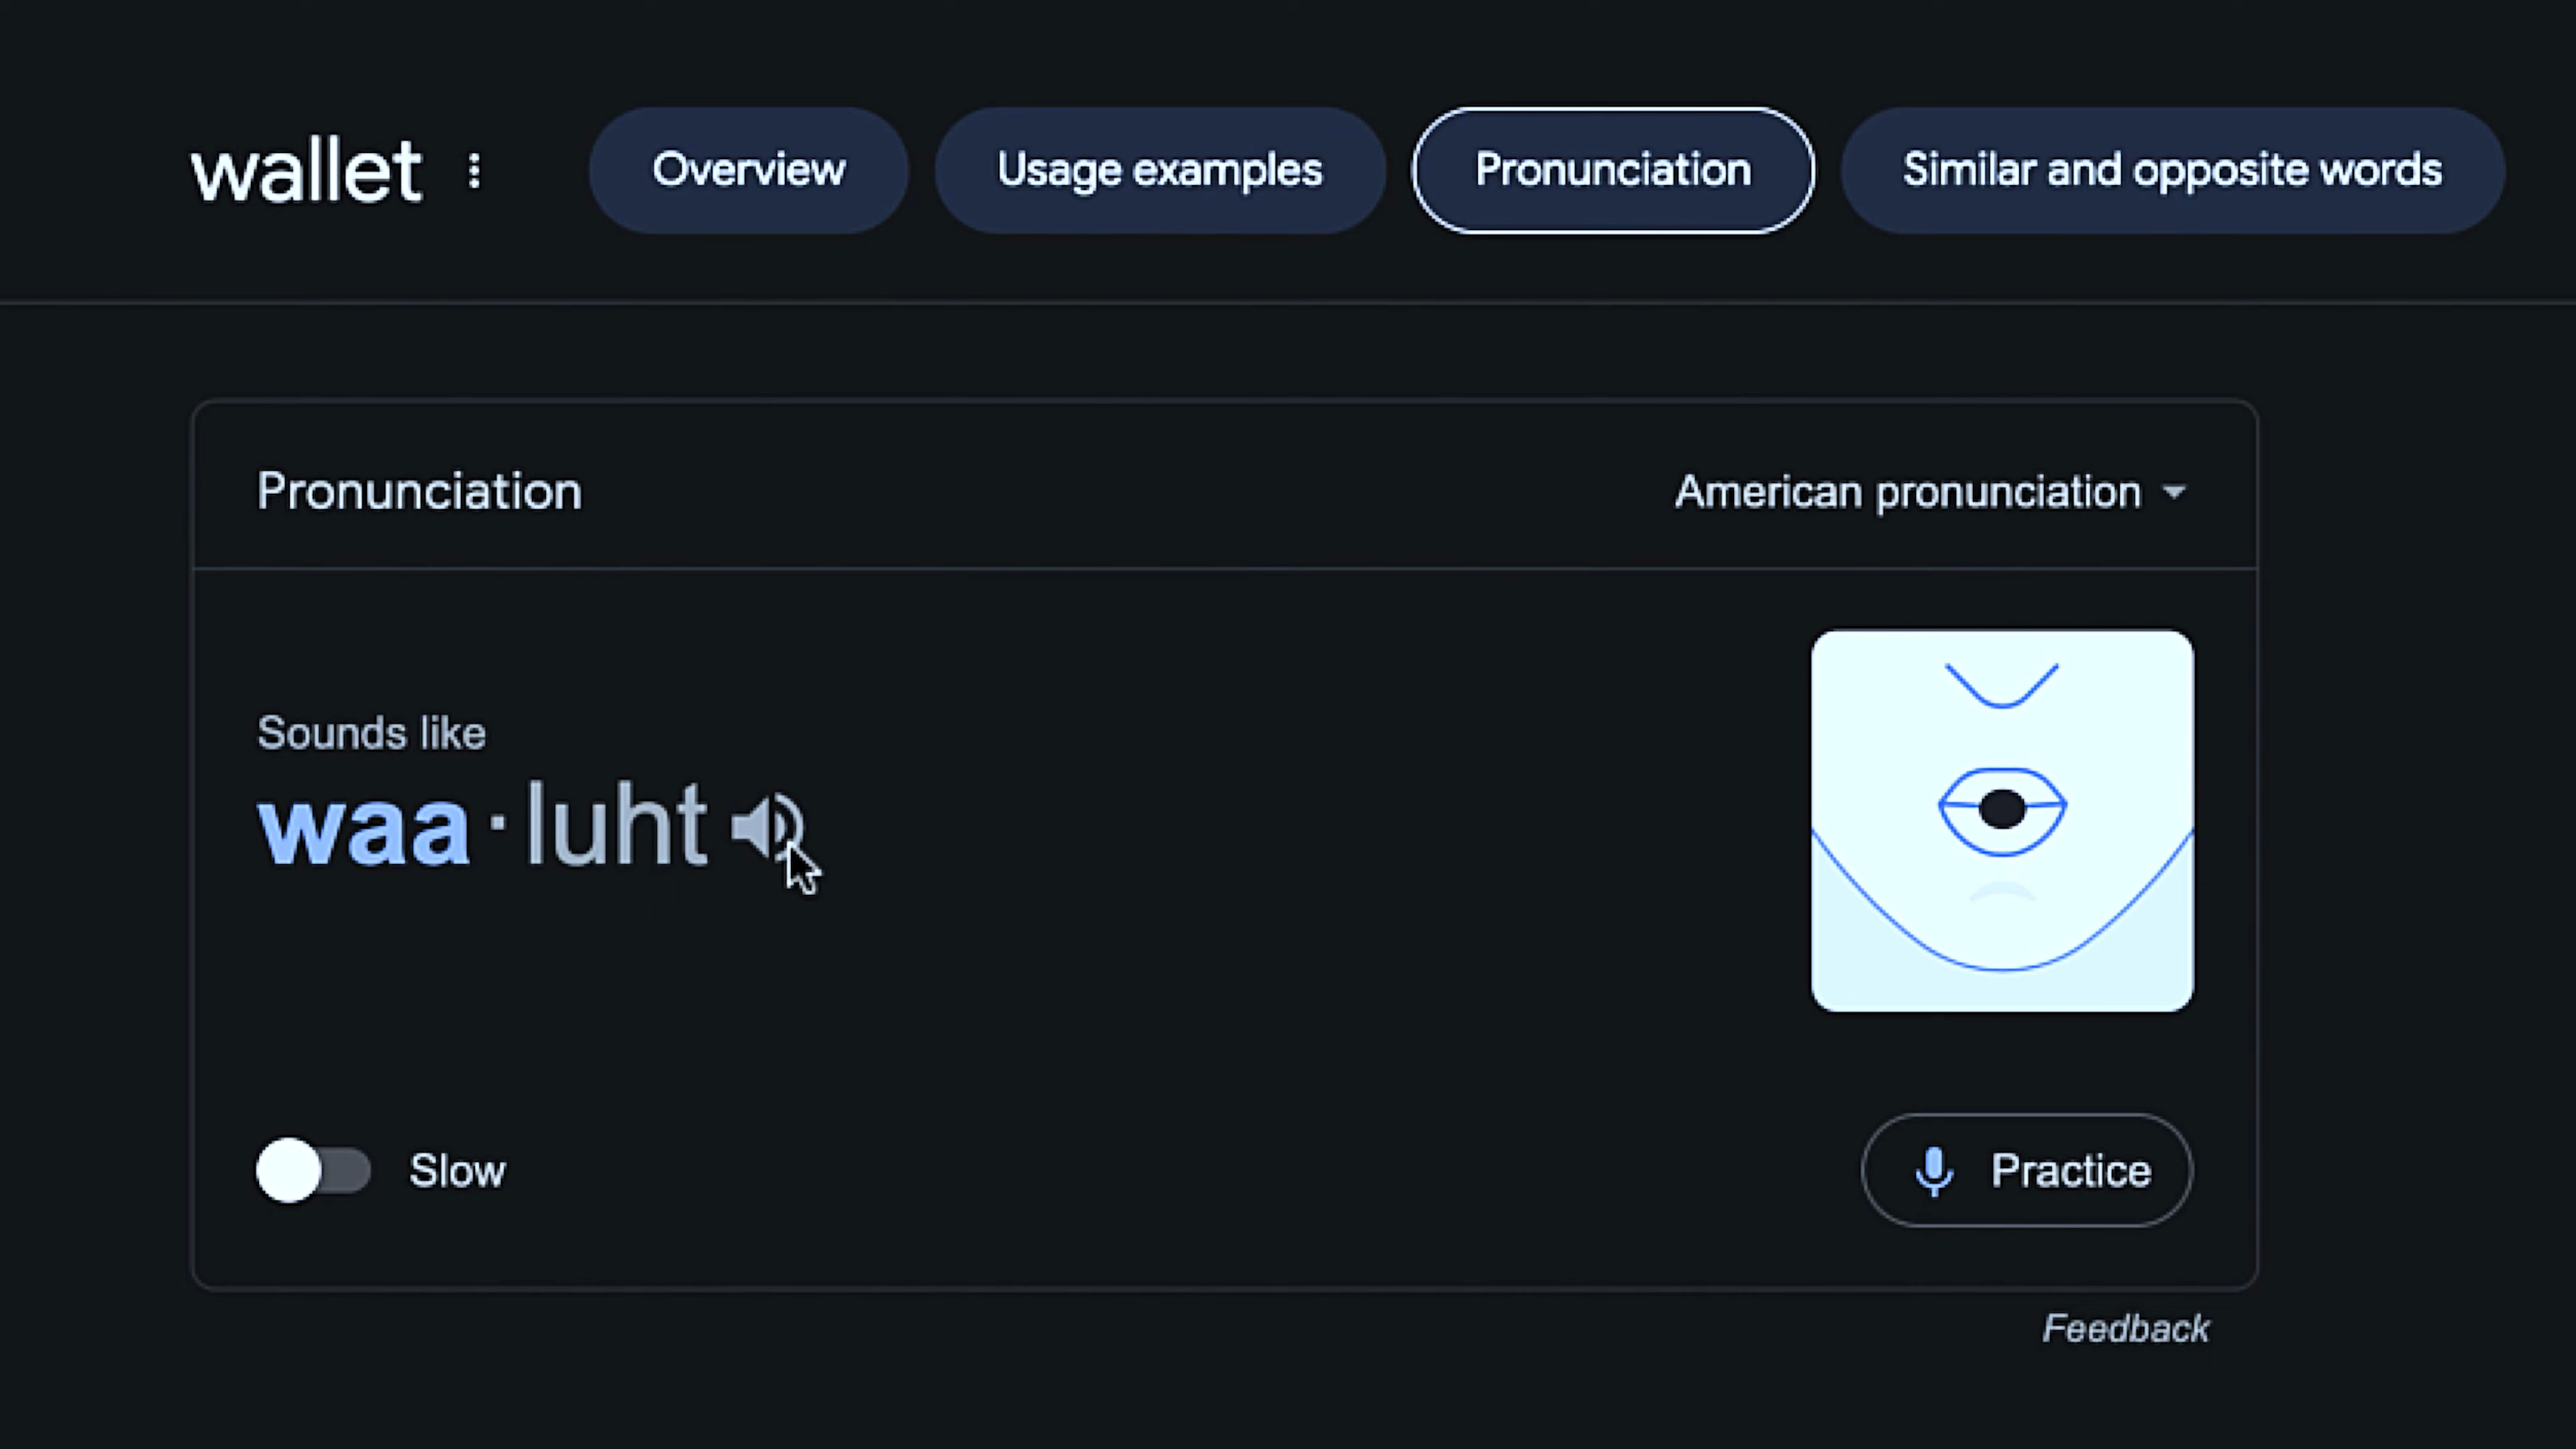 wallet Overview Usage examples Pronunciation Similar and opposite words
Pronunciation American pronunciation
Sounds like
waa·luht
Slow Practice
Feedback